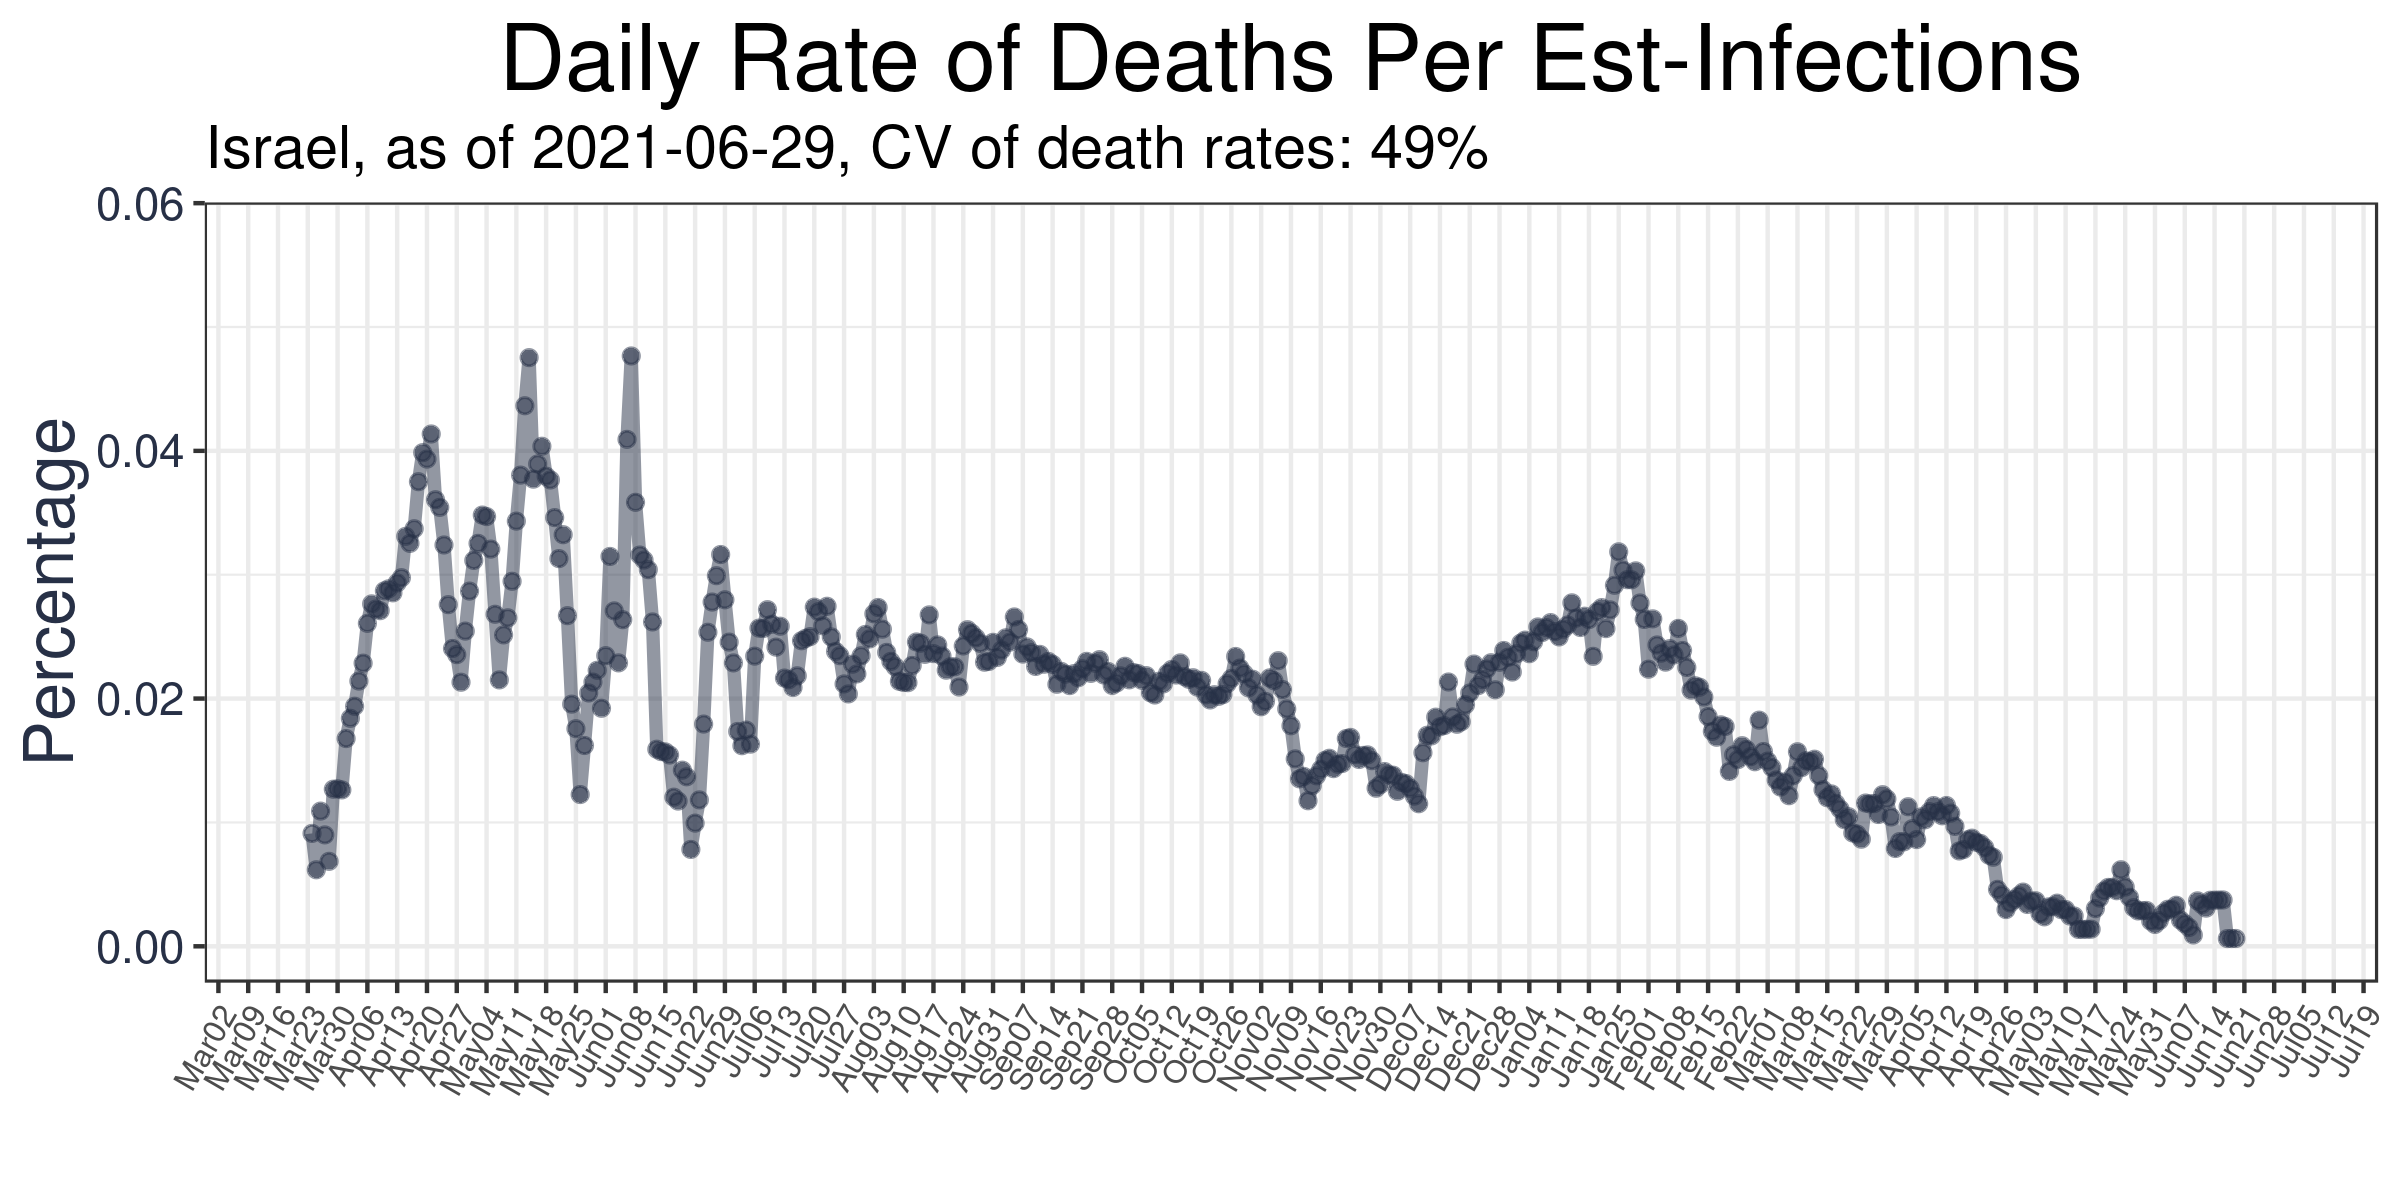 Daily Rate of Deaths Per Est-Infections
Israel, as of 2021-06-29, CV of death rates: 49%
Percentage
0.06
0.04
0.02
0.00
Mar02
Mar09
Mar16
Mar23
Mar30
Apr06
Apr13
Apr20
Apr27
May04
May11
May18
May25
Jun01
Jun08
Jun15
Jun22
Jun29
Jul06
Jul13
Jul20
Jul27
Aug03
Aug10
Aug17
Aug24
Aug31
Sep07
Sep14
Sep21
Sep28
Oct05
Oct12
Oct19
Oct26
Nov02
Nov09
Nov16
Nov23
Nov30
Dec07
Dec14
Dec21
Dec28
Jan04
Jan11
Jan18
Jan25
Feb01
Feb08
Feb15
Feb22
Mar01
Mar08
Mar15
Mar22
Mar29
Apr05
Apr12
Apr19
Apr26
May03
May10
May17
May24
May31
Jun07
Jun14
Jun21
Jun28
Jul05
Jul12
Jul19